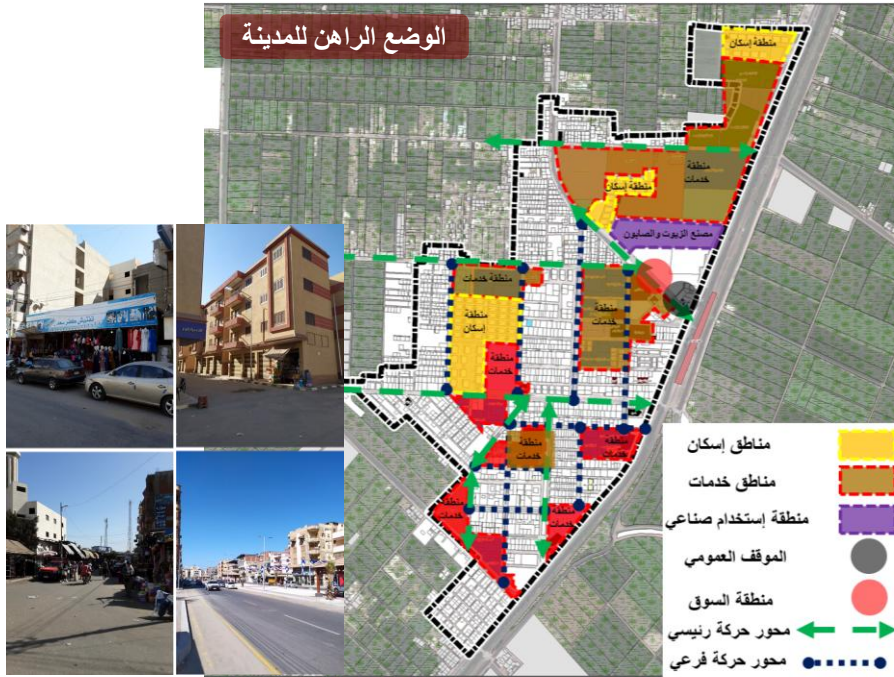 الوضع الراهن للمدينة
منطقة إسكان
منطقة
خدمات
منطقة إسكان
مصنع الزيوت والصابون
منطقة خدمات
منطقة
إسكان
منطقة
خدمات
منطقة
خدمات
منطقة
خدمات
منطقة
خدمات
منطقة
خدمات
منطقة
خدمات
مناطق إسكان
مناطق خدمات
منطقة إستخدام صناعي
الموقف العمومي
منطقة السوق
محور حركة رئيسي
محور حركة فرعي